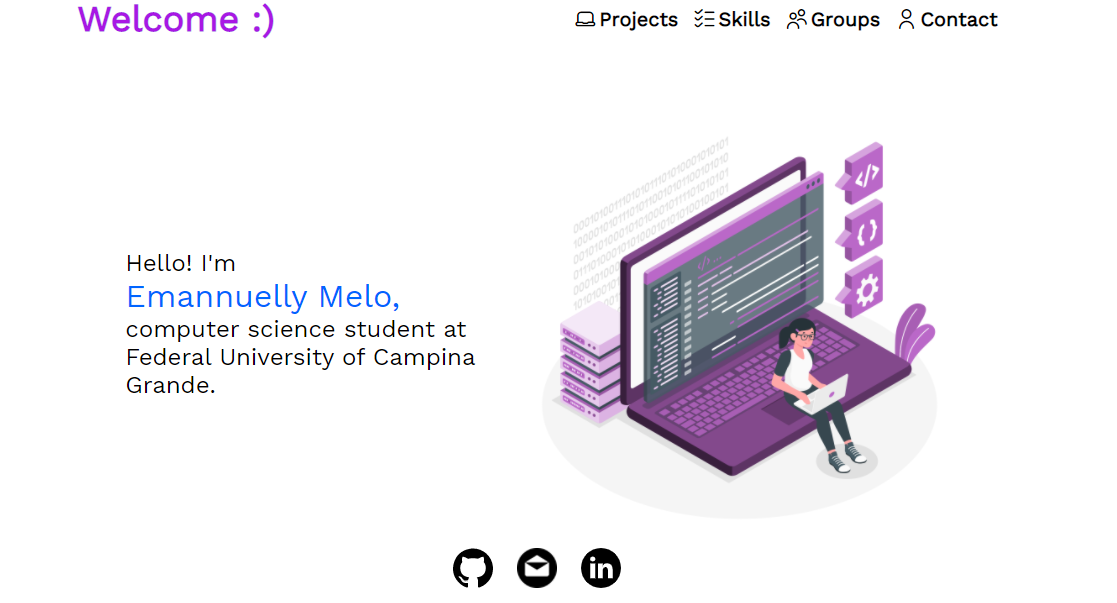 Welcome :)
Projects
Skills
Groups
Contact
Hello! I'm
Emannuelly Melo,
computer science student at
Federal University of Campina
Grande.